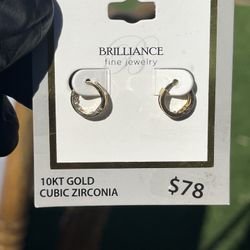 BRILLIANCE
fine jewelry
10KT GOLD
CUBIC ZIRCONIA
$78